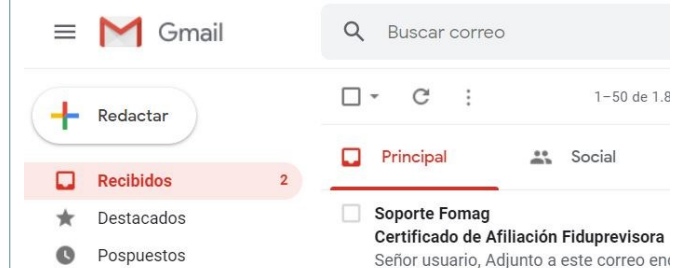 Gmail
Buscar correo
Redactar
1–50 de 1.8
Principal
Social
Recibidos 2
Destacados
Pospuestos
Soporte Fomag
Certificado de Afiliación Fiduprevisora
Señor usuario, Adjunto a este correo en